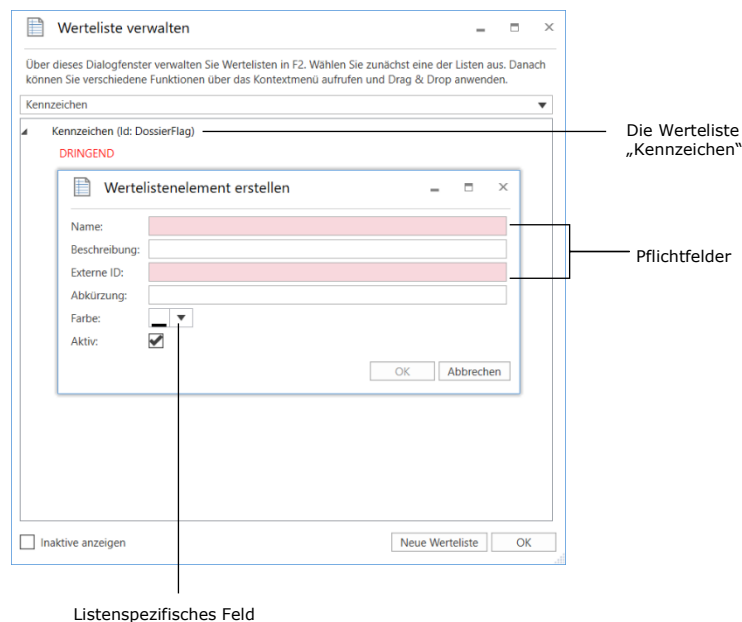 Werteliste verwalten
Über dieses Dialogfenster verwalten Sie Wertelisten in F2. Wählen Sie zunächst eine der Listen aus. Danach
können Sie verschiedene Funktionen über das Kontextmenü aufrufen und Drag & Drop anwenden.
Kennzeichen
Kennzeichen (Id: DossierFlag)
Die Werteliste
„Kennzeichen“
DRINGEND
Wertelistenelement erstellen
Name:
Beschreibung:
Pflichtfelder
Externe ID:
Abkürzung:
Farbe:
Aktiv:
OK Abbrechen
Inaktive anzeigen Neue Werteliste OK
Listenspezifisches Feld